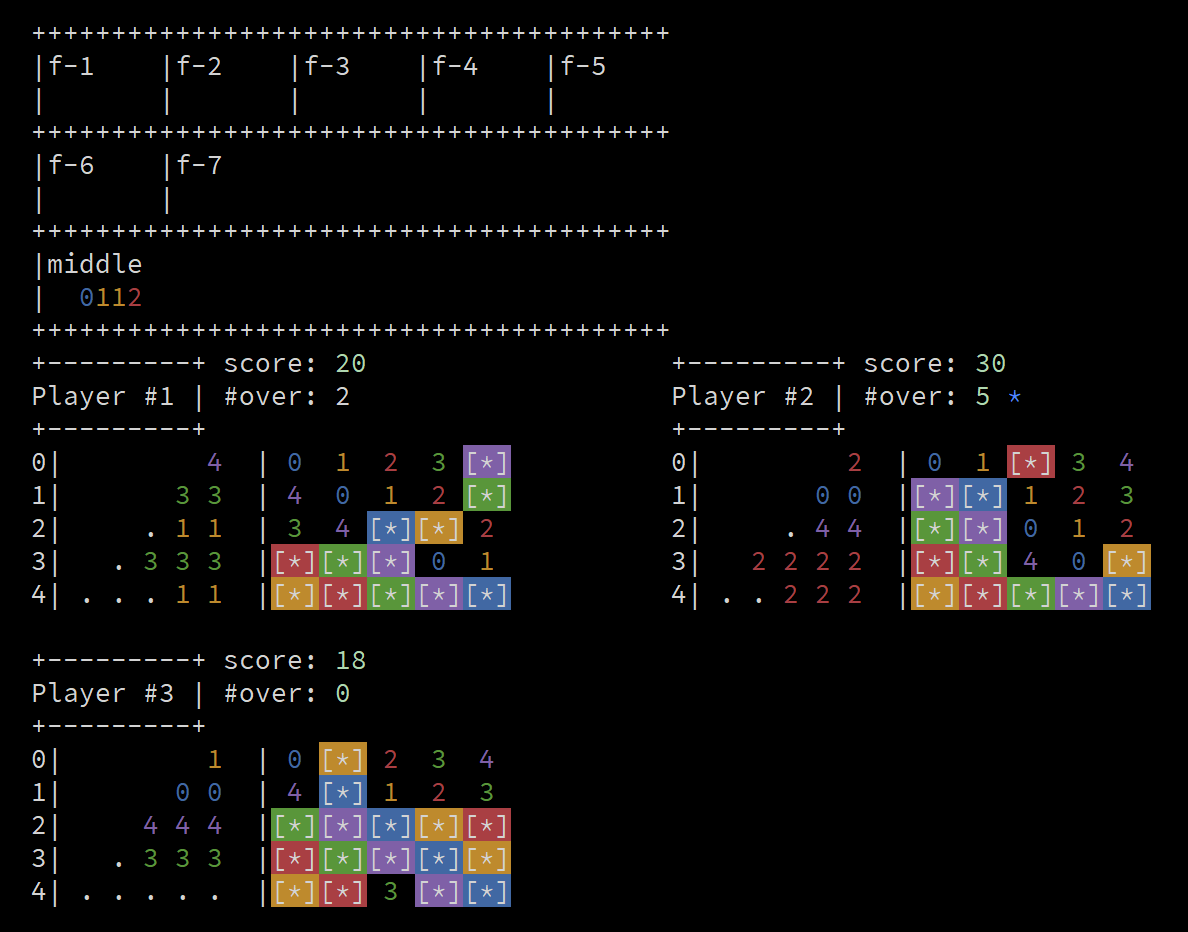 ++++++++++++++++++++++++++++++++++++++++
|f-1    |f-2    |f-3    |f-4    |f-5
|       |       |       |       |
++++++++++++++++++++++++++++++++++++++++
|f-6    |f-7
|       |
++++++++++++++++++++++++++++++++++++++++
|middle
|  0112
++++++++++++++++++++++++++++++++++++++++
+---------+ score: 20                   +---------+ score: 30
Player #1 | #over: 2                    Player #2 | #over: 5 *
+---------+                             +---------+
0|         4  | 0  1  2  3 [*]          0|         2  | 0  1 [*] 3  4
1|       3 3  | 4  0  1  2 [*]          1|       0 0  |[*][*] 1  2  3
2|     . 1 1  | 3  4 [*][*] 2           2|     . 4 4  |[*][*] 0  1  2
3|   . 3 3 3  |[*][*][*] 0  1           3|   2 2 2 2  |[*][*] 4  0 [*]
4| . . . 1 1  |[*][*][*][*][*]          4| . . 2 2 2  |[*][*][*][*][*]
+---------+ score: 18
Player #3 | #over: 0
+---------+
0|         1  | 0 [*] 2  3  4
1|       0 0  | 4 [*] 1  2  3
2|     4 4 4  |[*][*][*][*][*]
3|   . 3 3 3  |[*][*][*][*][*]
4| . . . . .  |[*][*] 3 [*][*]